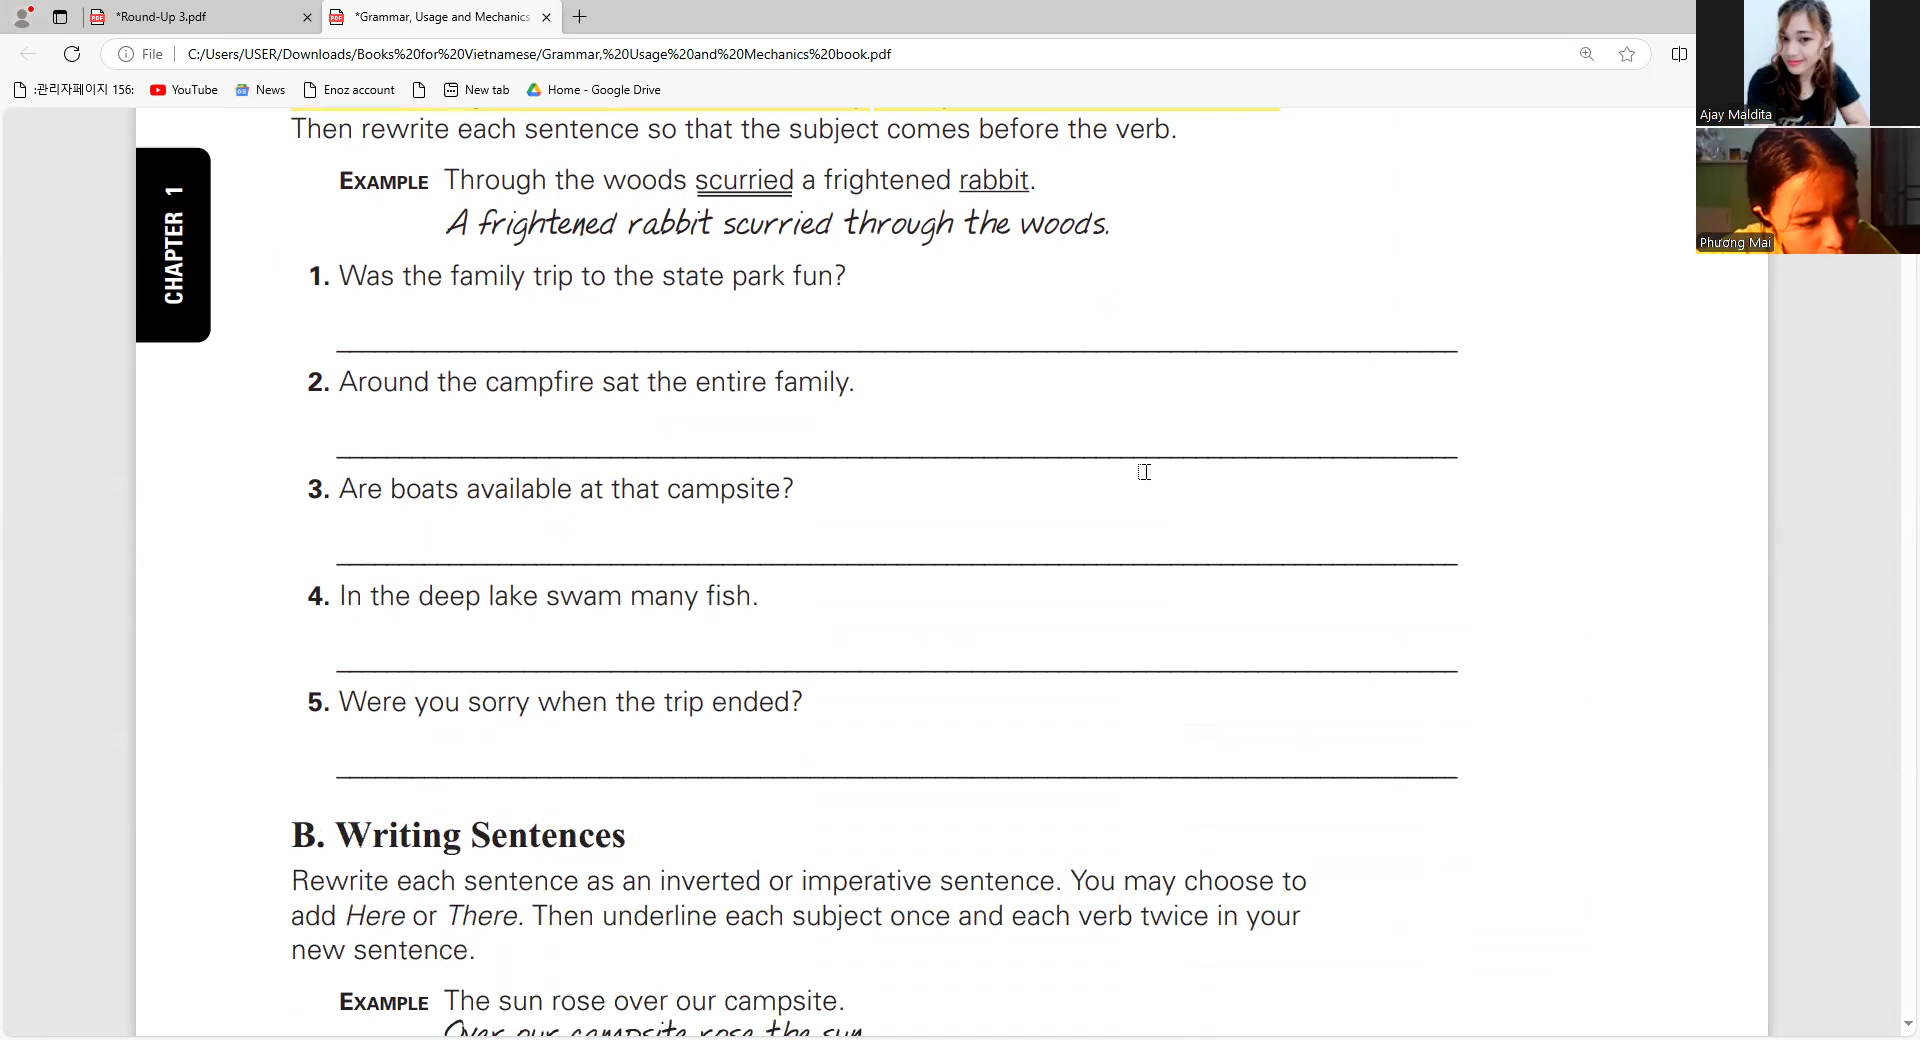 *Round-Up 3.pdf
*Grammar, Usage and Mechanics
File C:/Users/USER/Downloads/Books%20for%20Vietnamese/Grammar,%20Usage%20and%20Mechanics%20book.pdf
:관리자페이지 156: YouTube News Enoz account New tab Home - Google Drive
Ajay Maldita
Phương Mai
CHAPTER 1
Then rewrite each sentence so that the subject comes before the verb.
EXAMPLE Through the woods scurried a frightened rabbit.
A frightened rabbit scurried through the woods.
1. Was the family trip to the state park fun?
2. Around the campfire sat the entire family.
3. Are boats available at that campsite?
4. In the deep lake swam many fish.
5. Were you sorry when the trip ended?
B. Writing Sentences
Rewrite each sentence as an inverted or imperative sentence. You may choose to
add Here or There. Then underline each subject once and each verb twice in your
new sentence.
EXAMPLE The sun rose over our campsite.
Over our campsite rose the sun